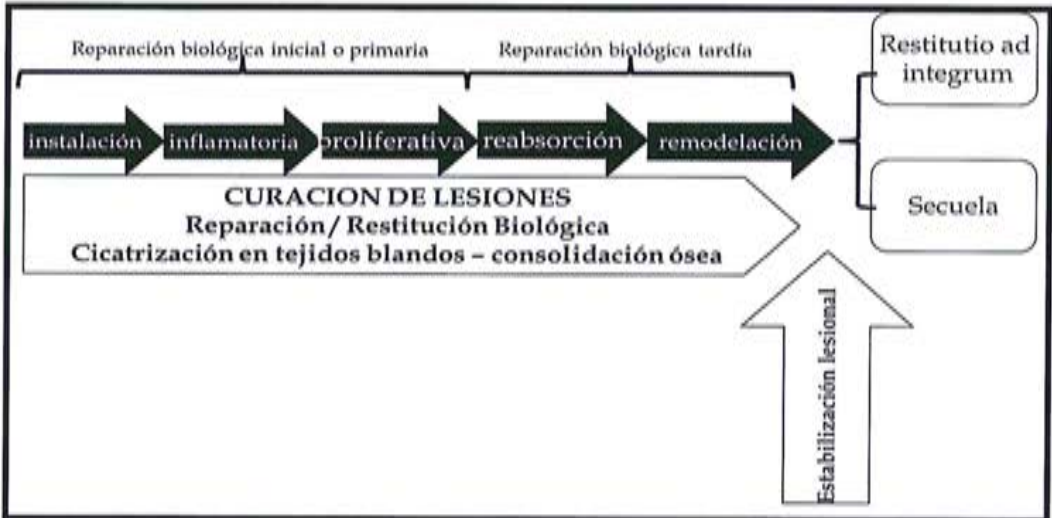 Reparación biológica inicial o primaria
Reparación biológica tardía
Restitutio ad
integrum
instalación
inflamatoria
proliferativa
reabsorción
remodelación
CURACION DE LESIONES
Reparación/ Restitución Biológica
Cicatrización en tejidos blandos – consolidación ósea
Secuela
Estabilización lesional